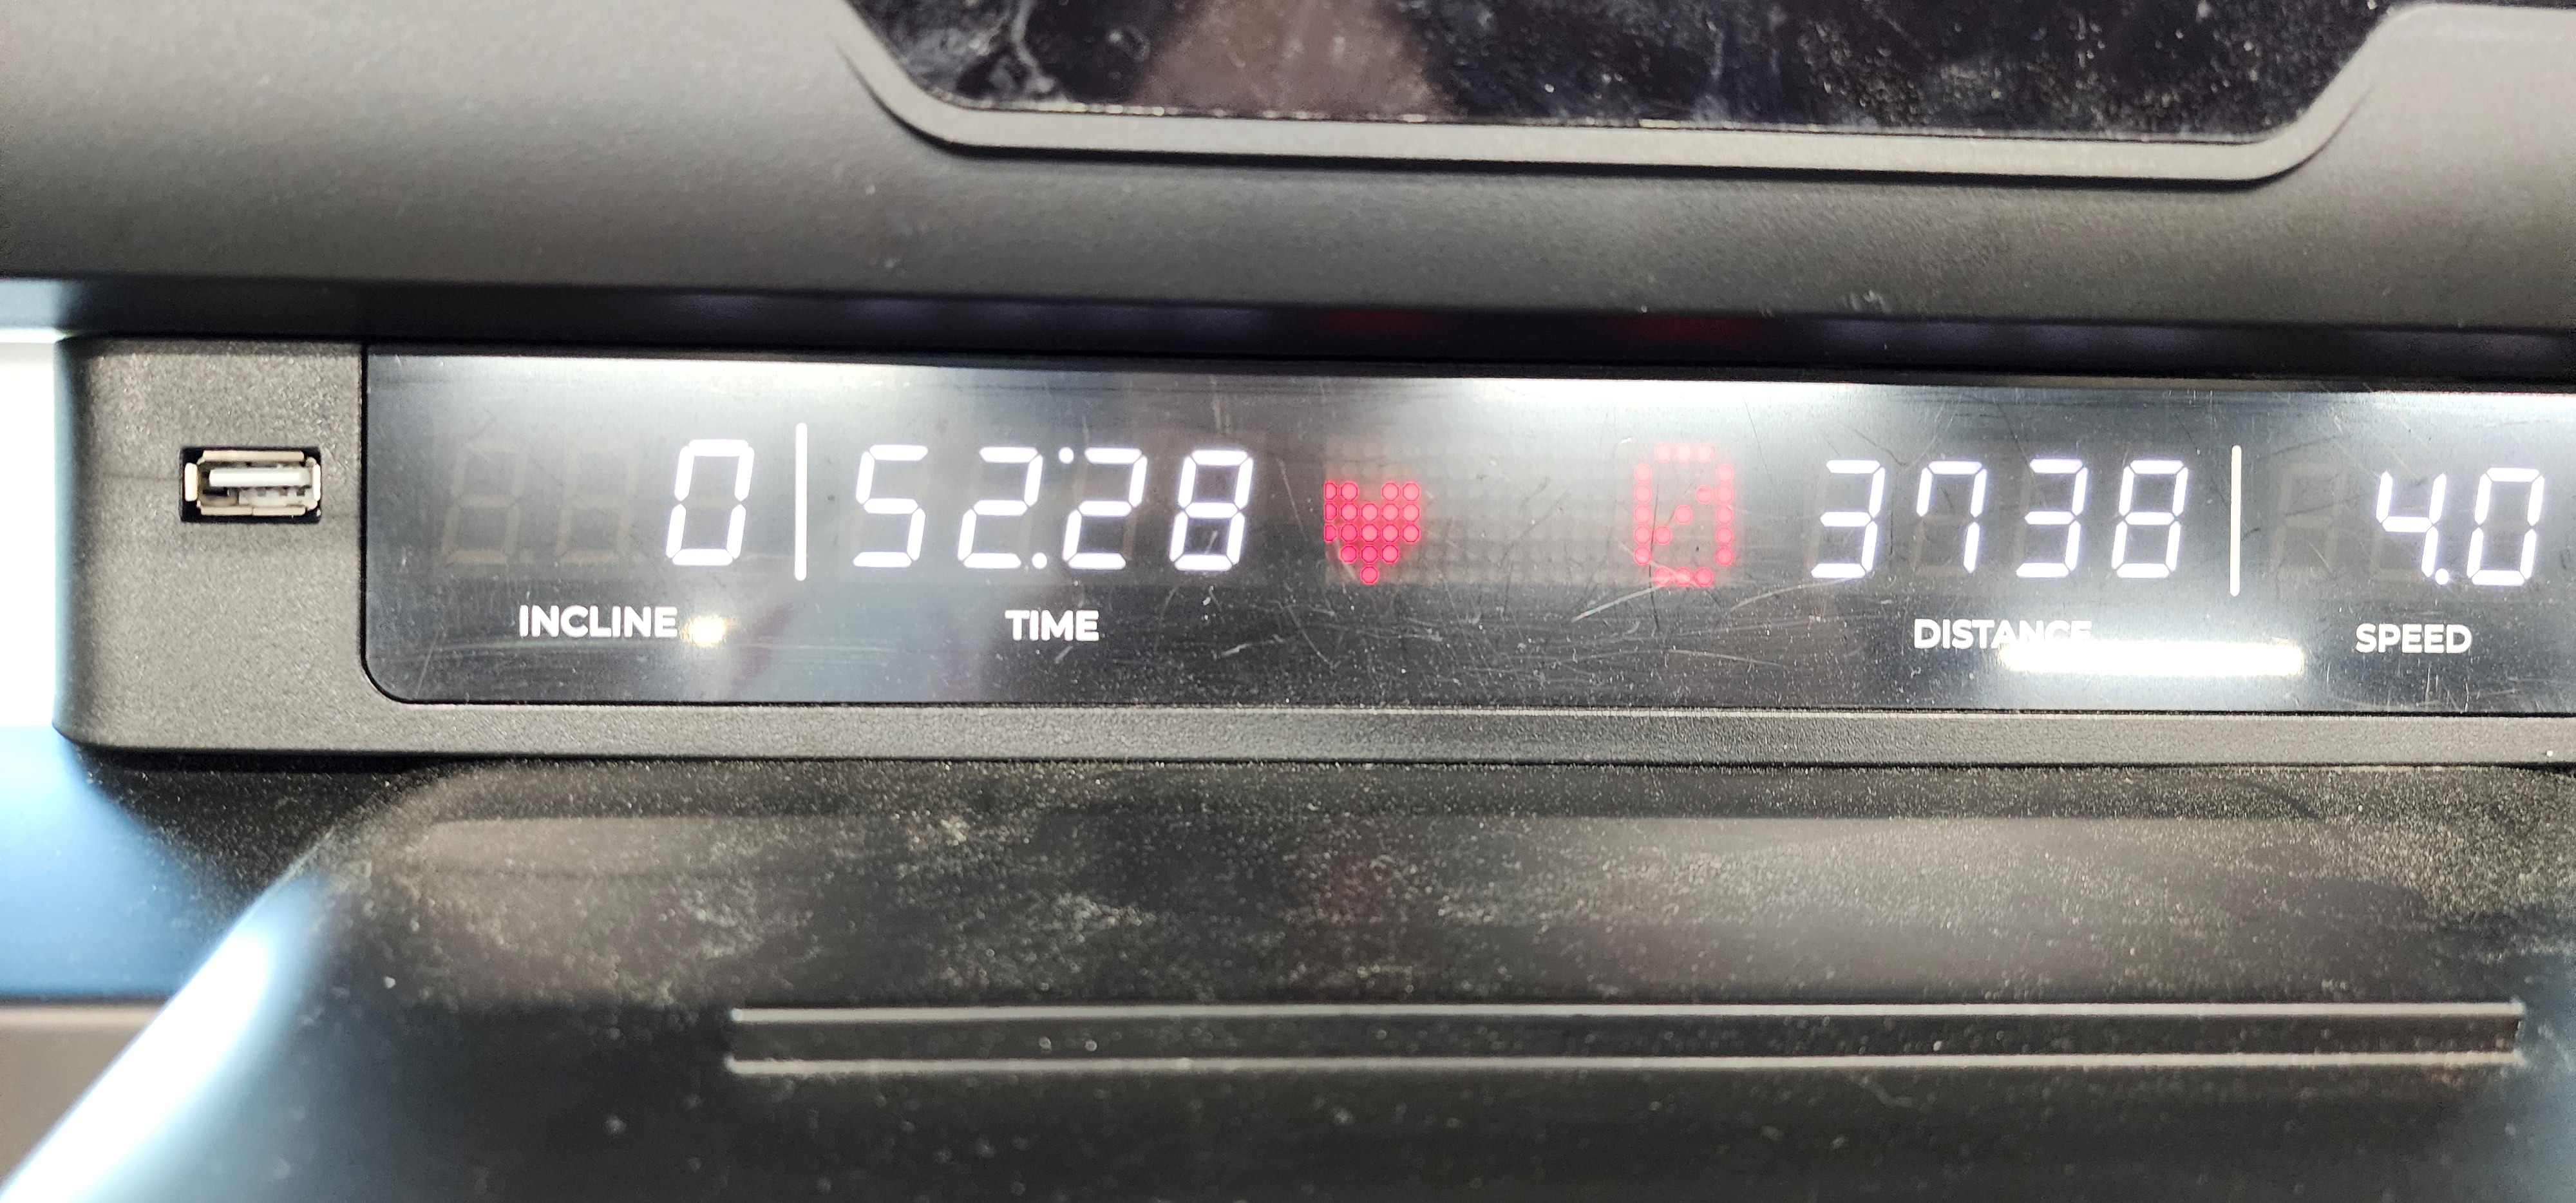 0 52:28 0 3738 4.0
INCLINE TIME DISTANCE SPEED